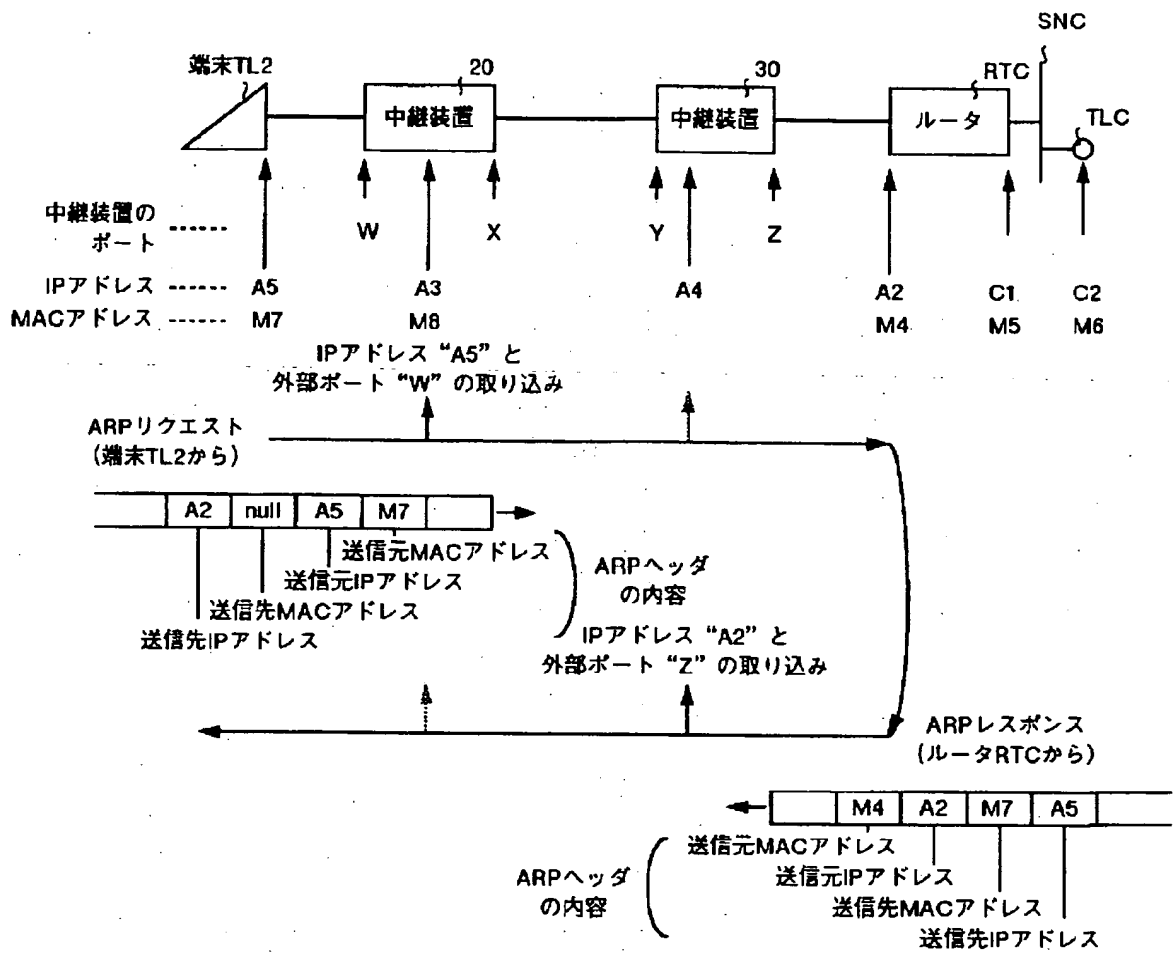 SNC
端末TL2
20
30
RTC
中継装置
中継装置
ルータ
TLC
中継装置の
ポート
W
X
Y
Z
IPアドレス
A5
A3
A4
A2
C1
C2
MACアドレス
M7
M8
M4
M5
M6
IPアドレス“A5”と
外部ポート“W”の取り込み
ARPリクエスト
(端末TL2から)
A2 null A5 M7
送信元MACアドレス
送信元IPアドレス
送信先MACアドレス
送信先IPアドレス
ARPヘッダ
の内容
IPアドレス“A2”と
外部ポート“Z”の取り込み
ARPレスポンス
(ルータRTCから)
M4 A2 M7 A5
送信元MACアドレス
送信元IPアドレス
送信先MACアドレス
送信先IPアドレス
ARPヘッダ
の内容